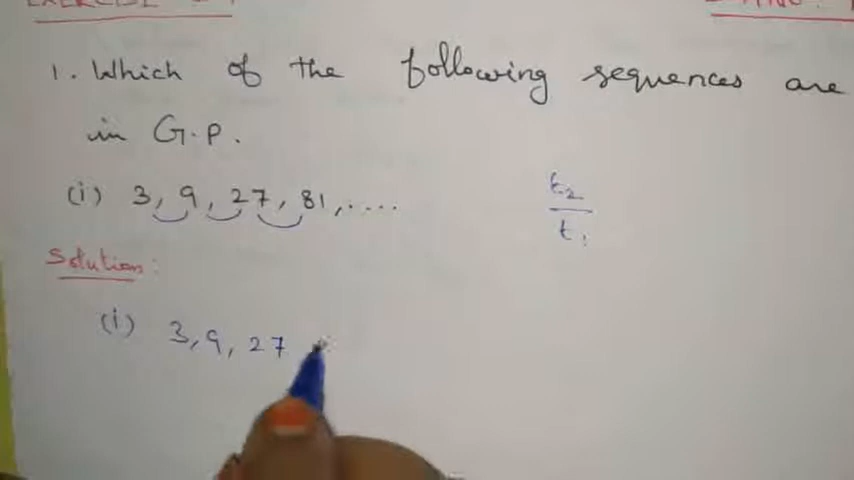 1. Which of the following sequences are
in G.P.
(i) 3, 9, 27, 81, ....
t2
t1
Solution:
(i) 3, 9, 27